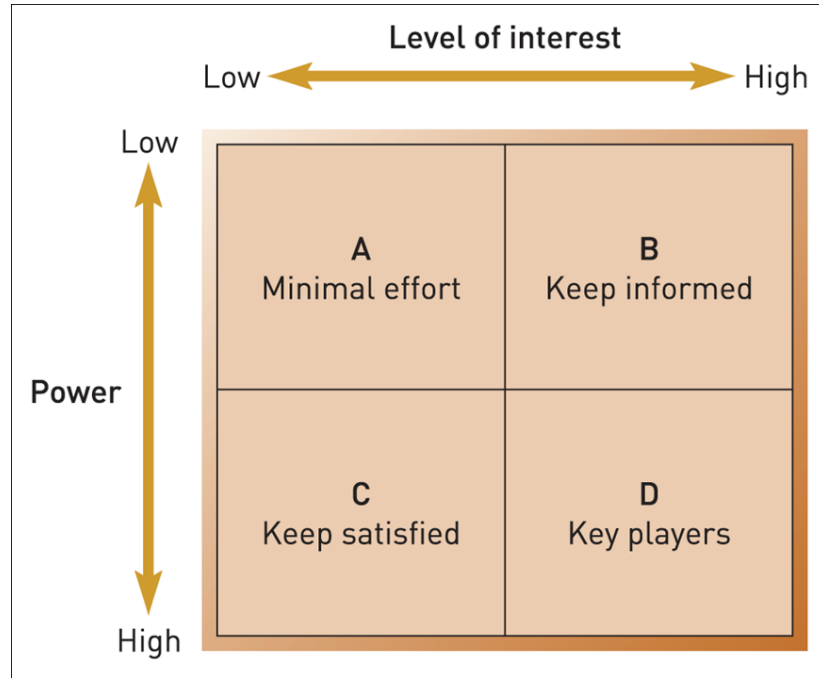 Level of interest
Low
High
Low
A
Minimal effort
B
Keep informed
Power
C
Keep satisfied
D
Key players
High